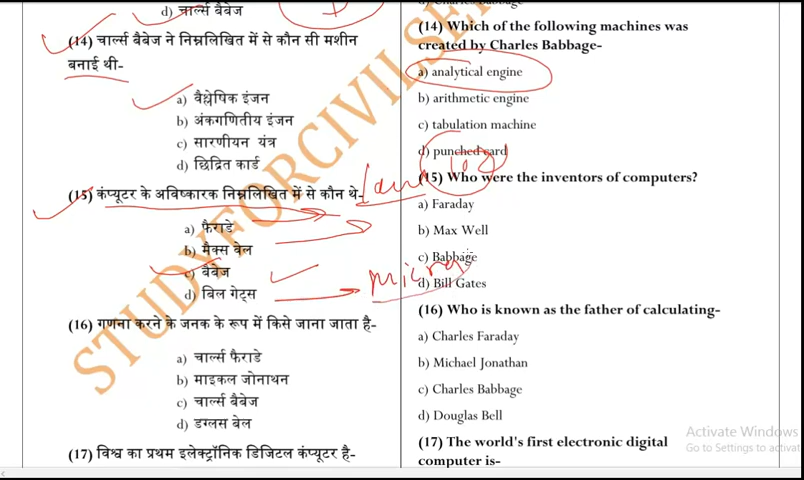 d) चार्ल्स बैबेज
(14) चार्ल्स बैबेज ने निम्नलिखित में से कौन सी मशीन
बनाई थी-
a) वैश्लेषिक इंजन
b) अंकगणितीय इंजन
c) सारणीयन यंत्र
d) छिद्रित कार्ड
(15) कंप्यूटर के अविष्कारक निम्नलिखित में से कौन थे-
a) फैराडे
b) मैक्स वेल
c) बैबेज
d) बिल गेट्स
(16) गणना करने के जनक के रूप में किसे जाना जाता है-
a) चार्ल्स फैराडे
b) माइकल जोनाथन
c) चार्ल्स बैबेज
d) डग्लस बेल
(17) विश्व का प्रथम इलेक्ट्रॉनिक डिजिटल कंप्यूटर है-
d) Charles Babbage
(14) Which of the following machines was
created by Charles Babbage-
a) analytical engine
b) arithmetic engine
c) tabulation machine
d) punched card
(15) Who were the inventors of computers?
a) Faraday
b) Max Well
c) Babbage
d) Bill Gates
(16) Who is known as the father of calculating-
a) Charles Faraday
b) Michael Jonathan
c) Charles Babbage
d) Douglas Bell
(17) The world's first electronic digital
computer is-
micro
STUDYFORCIVILSER
Activate Windows
Go to Settings to activat